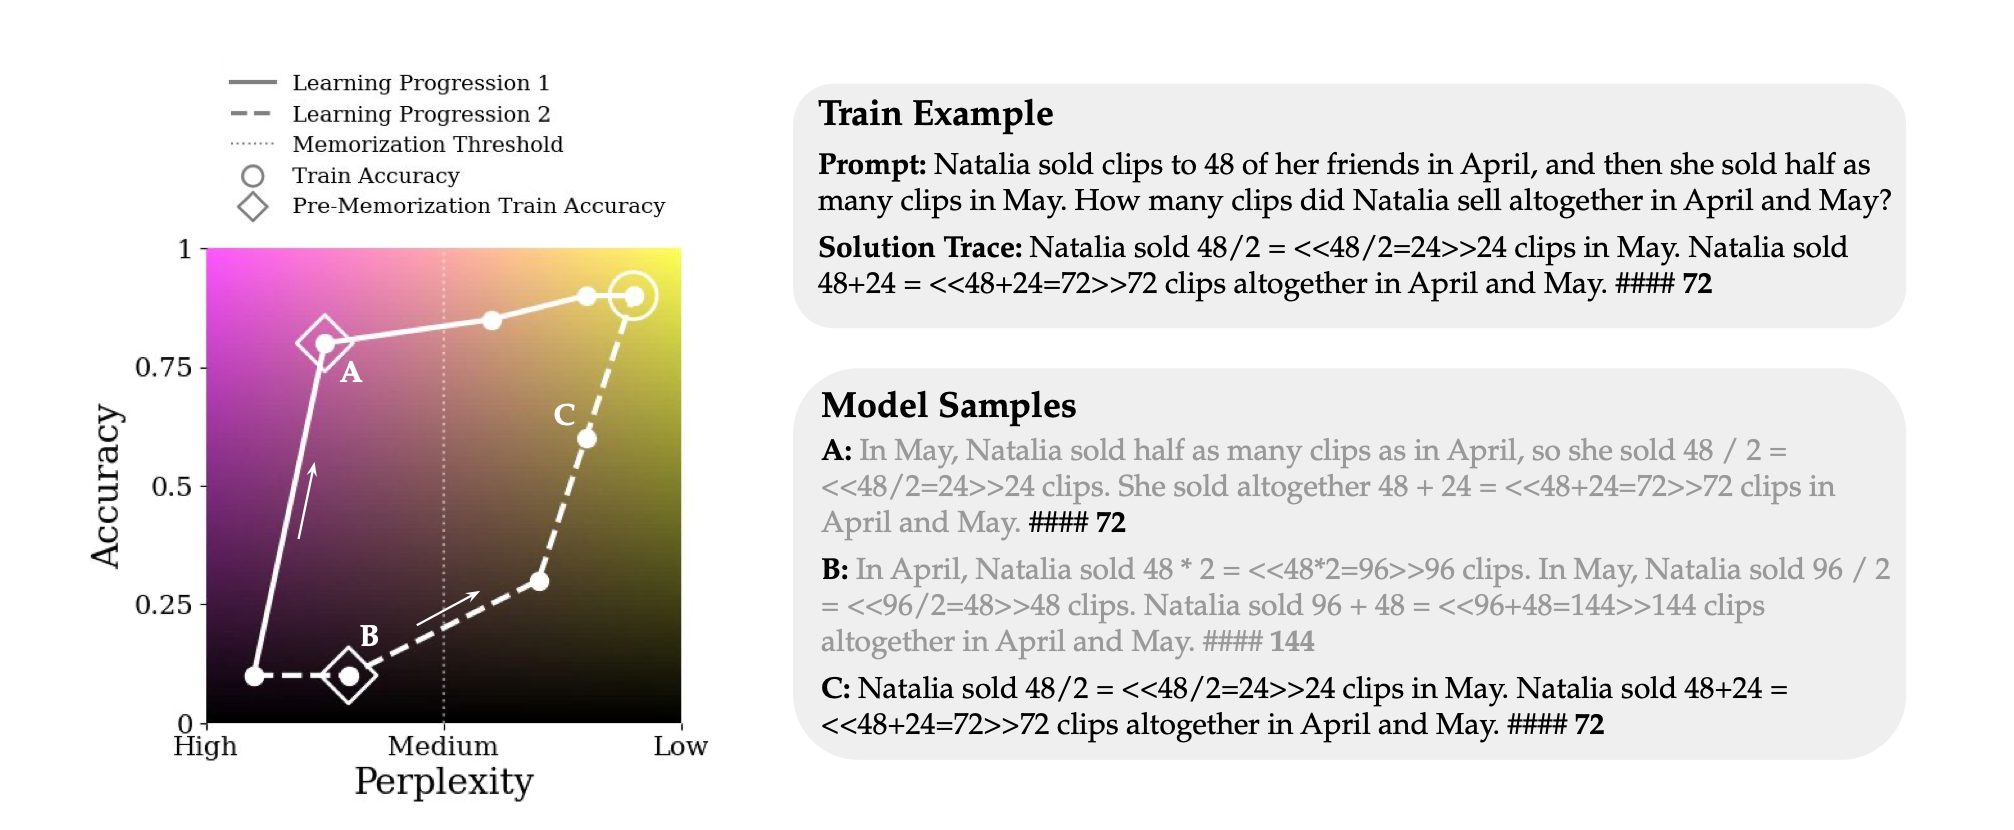 Learning Progression 1
Learning Progression 2
Memorization Threshold
Train Accuracy
Pre-Memorization Train Accuracy
1
0.75
0.5
0.25
0
Accuracy
A
C
B
High
Medium
Low
Perplexity
Train Example
Prompt: Natalia sold clips to 48 of her friends in April, and then she sold half as
many clips in May. How many clips did Natalia sell altogether in April and May?
Solution Trace: Natalia sold 48/2 = <<48/2=24>>24 clips in May. Natalia sold
48+24 = <<48+24=72>>72 clips altogether in April and May. #### 72
Model Samples
A: In May, Natalia sold half as many clips as in April, so she sold 48 / 2 =
<<48/2=24>>24 clips. She sold altogether 48 + 24 = <<48+24=72>>72 clips in
April and May. #### 72
B: In April, Natalia sold 48 * 2 = <<48*2=96>>96 clips. In May, Natalia sold 96 / 2
= <<96/2=48>>48 clips. Natalia sold 96 + 48 = <<96+48=144>>144 clips
altogether in April and May. #### 144
C: Natalia sold 48/2 = <<48/2=24>>24 clips in May. Natalia sold 48+24 =
<<48+24=72>>72 clips altogether in April and May. #### 72